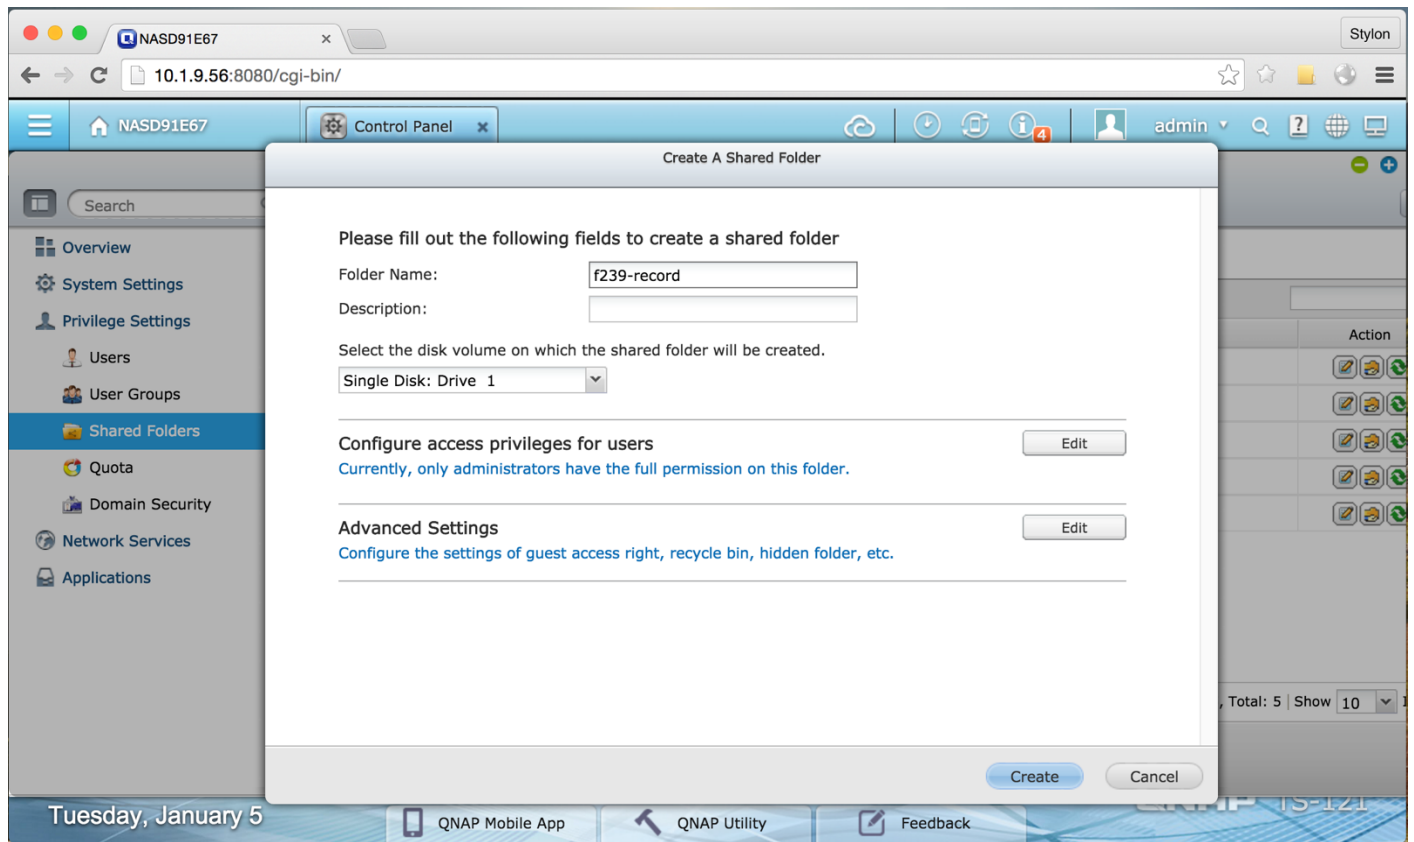 NASD91E67
Stylon
10.1.9.56:8080/cgi-bin/
NASD91E67
Control Panel
4
admin
Create A Shared Folder
Search
Overview
System Settings
Privilege Settings
Users
User Groups
Shared Folders
Quota
Domain Security
Network Services
Applications
Please fill out the following fields to create a shared folder
Folder Name: f239-record
Description:
Select the disk volume on which the shared folder will be created.
Single Disk: Drive 1
Configure access privileges for users
Edit
Currently, only administrators have the full permission on this folder.
Advanced Settings
Edit
Configure the settings of guest access right, recycle bin, hidden folder, etc.
Action
, Total: 5 | Show 10
Create
Cancel
Tuesday, January 5
QNAP Mobile App
QNAP Utility
Feedback
TS-121